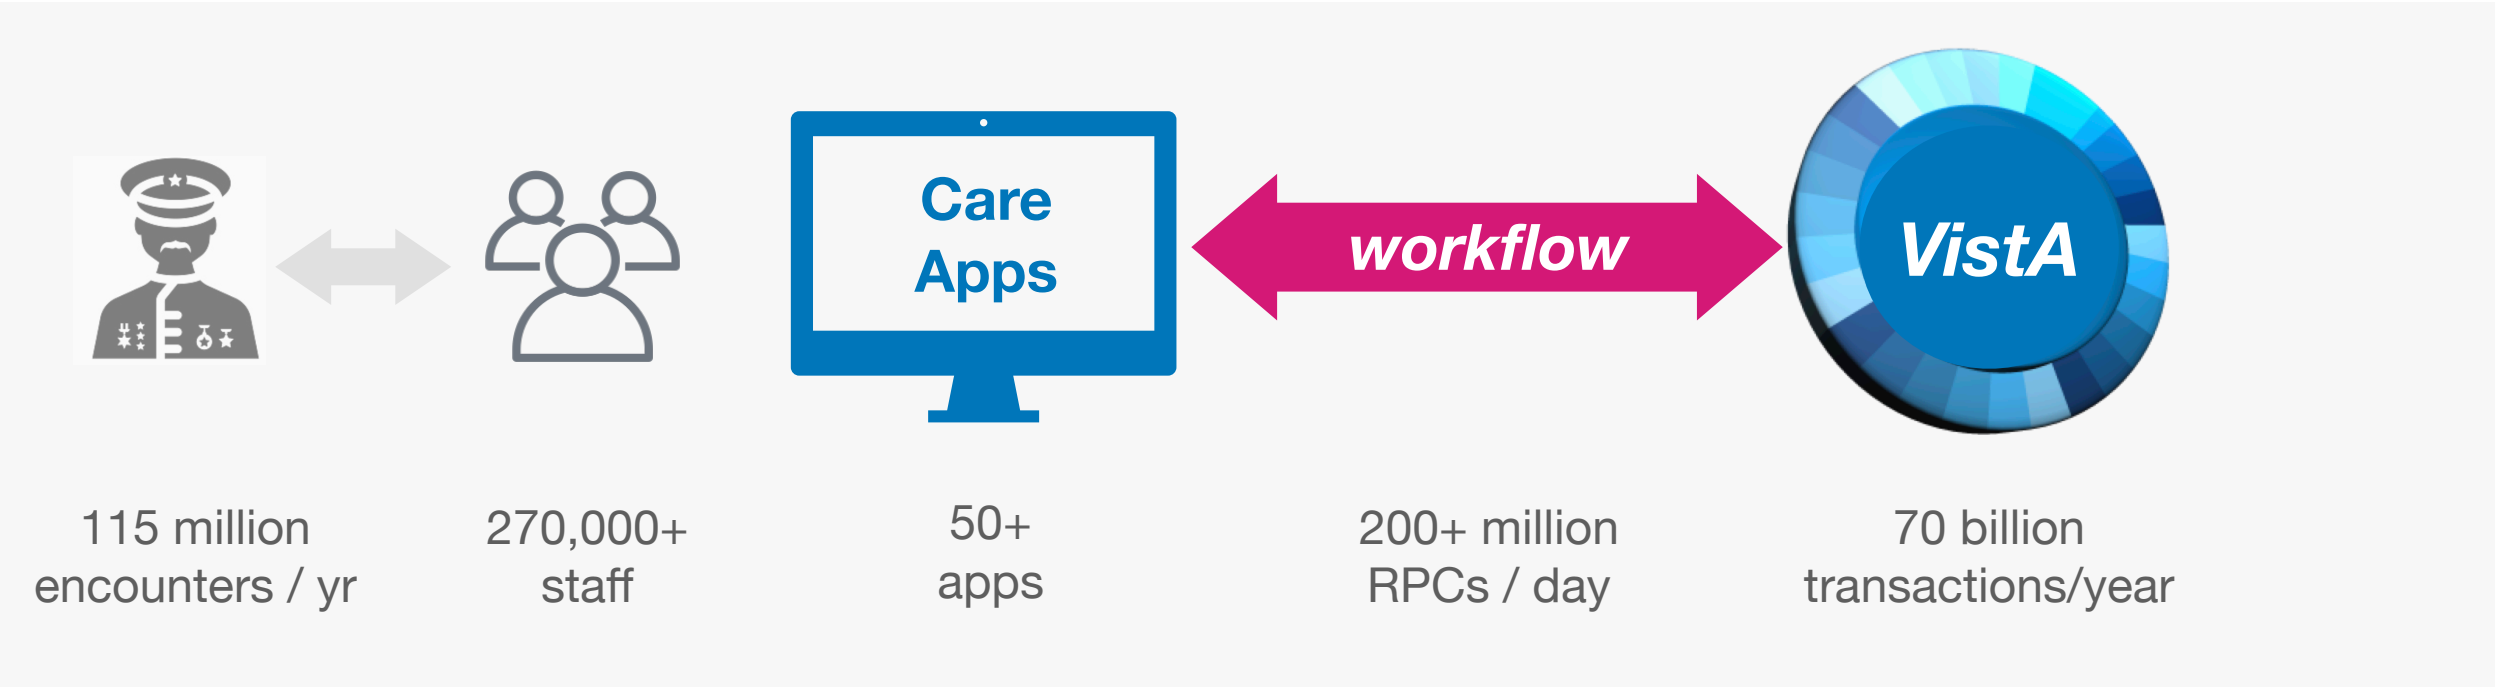 Care
Apps
workflow
VistA
115 million
encounters / yr
270,000+
staff
50+
apps
200+ million
RPCs / day
70 billion
transactions/year